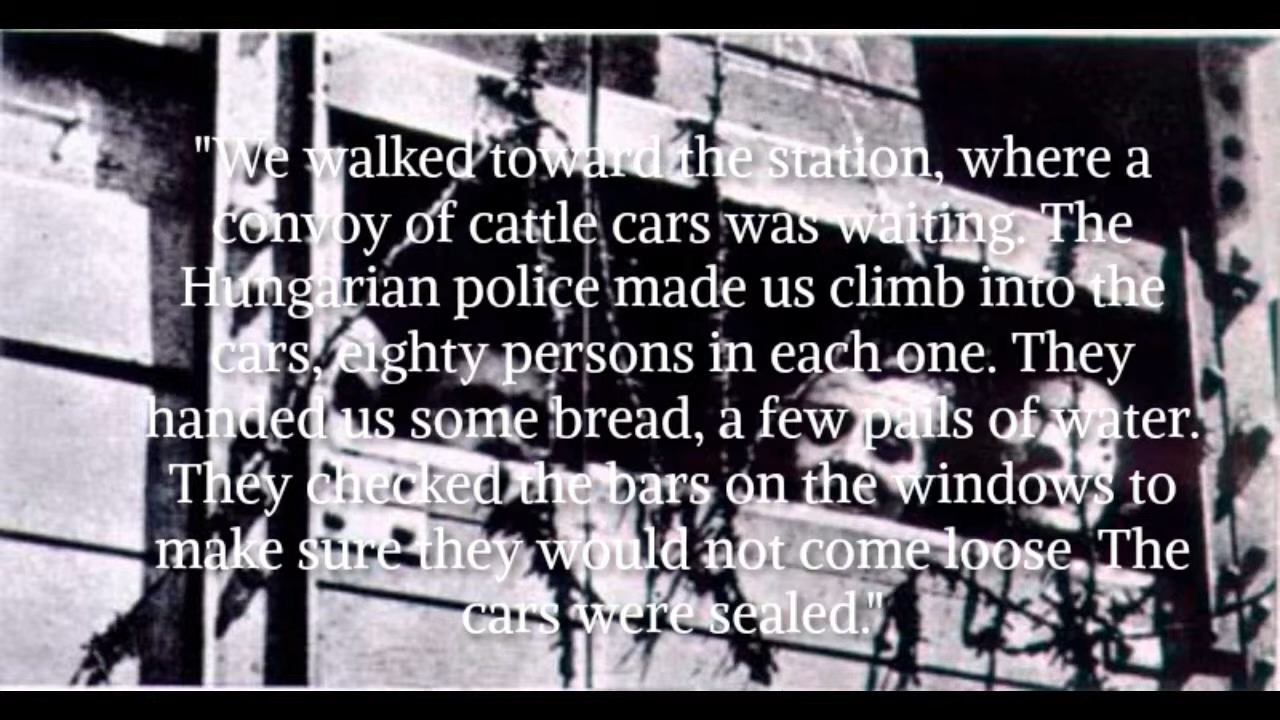 "We walked toward the station, where a
convoy of cattle cars was waiting. The
Hungarian police made us climb into the
cars, eighty persons in each one. They
handed us some bread, a few pails of water.
They checked the bars on the windows to
make sure they would not come loose. The
cars were sealed."